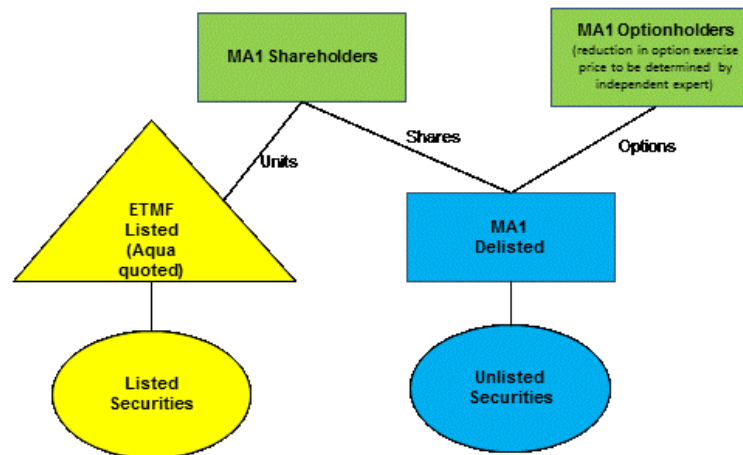 MA1 Shareholders
MA1 Optionholders
(reduction in option exercise
price to be determined by
independent expert)
Units
Shares
Options
ETMF
Listed
(Aqua
quoted)
MA1
Delisted
Listed
Securities
Unlisted
Securities